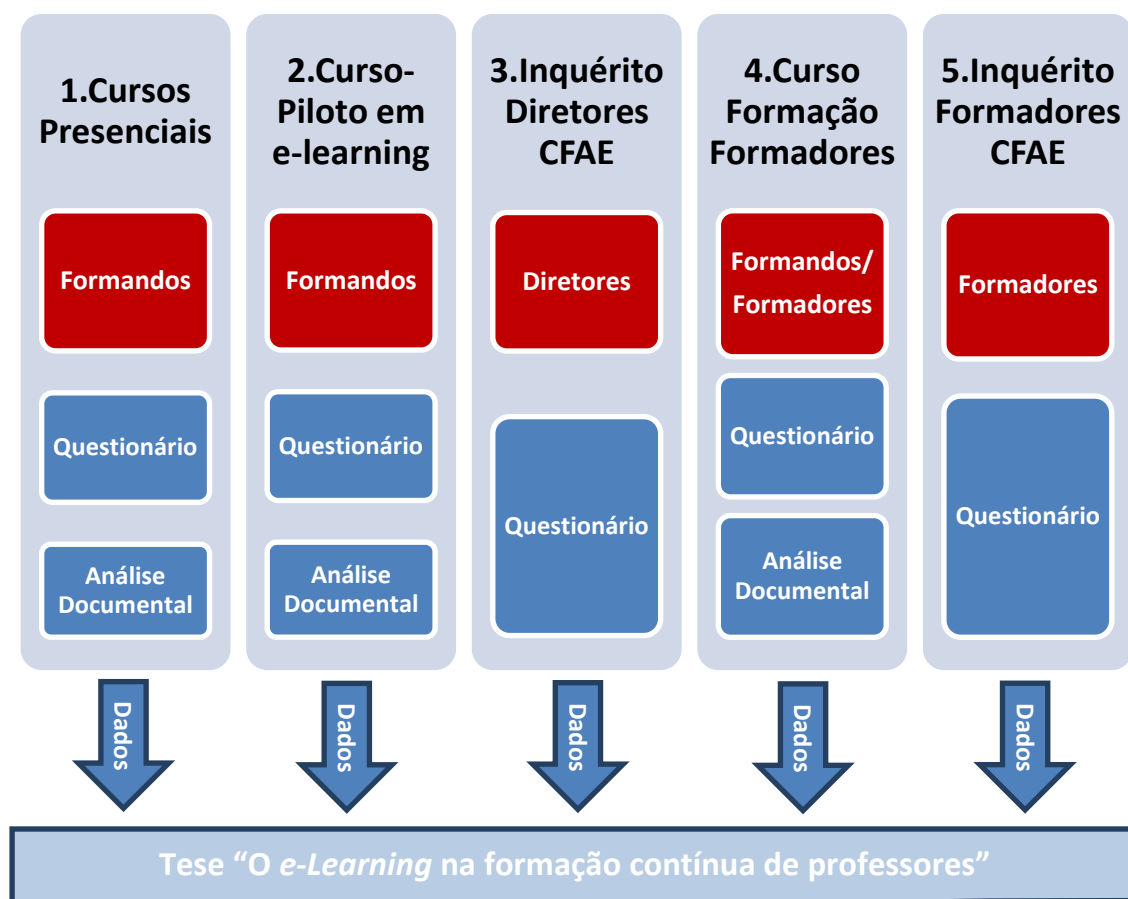 1.Cursos
Presenciais
Formandos
Questionário
Análise
Documental
Dados
2.Curso-
Piloto em
e-learning
Formandos
Questionário
Análise
Documental
Dados
3.Inquérito
Diretores
CFAE
Diretores
Questionário
Dados
4.Curso
Formação
Formadores
Formandos/
Formadores
Questionário
Análise
Documental
Dados
5.Inquérito
Formadores
CFAE
Formadores
Questionário
Dados
Tese “O e-Learning na formação contínua de professores”